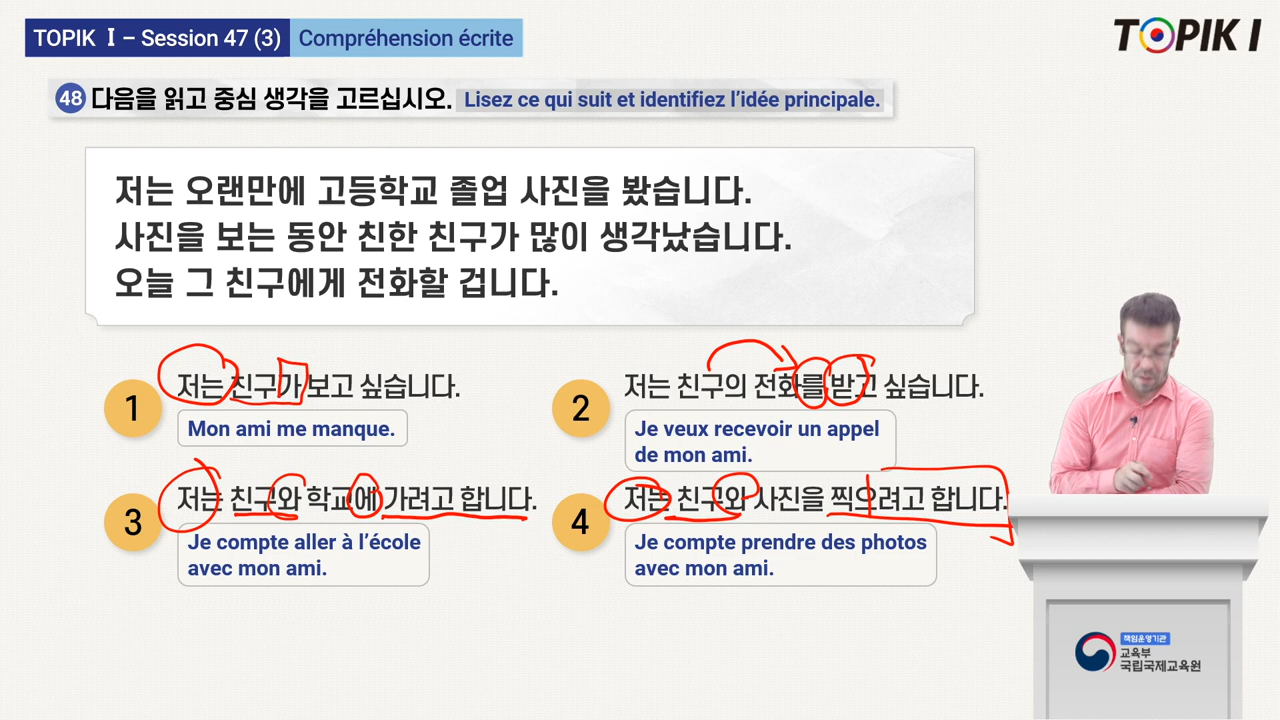 TOPIK Ⅰ – Session 47 (3) Compréhension écrite
TOPIK I
48 다음을 읽고 중심 생각을 고르십시오. Lisez ce qui suit et identifiez l’idée principale.
저는 오랜만에 고등학교 졸업 사진을 봤습니다.
사진을 보는 동안 친한 친구가 많이 생각났습니다.
오늘 그 친구에게 전화할 겁니다.
1 저는 친구가 보고 싶습니다.
Mon ami me manque.
2 저는 친구의 전화를 받고 싶습니다.
Je veux recevoir un appel
de mon ami.
3 저는 친구와 학교에 가려고 합니다.
Je compte aller à l’école
avec mon ami.
4 저는 친구와 사진을 찍으려고 합니다.
Je compte prendre des photos
avec mon ami.
책임운영기관
교육부
국립국제교육원